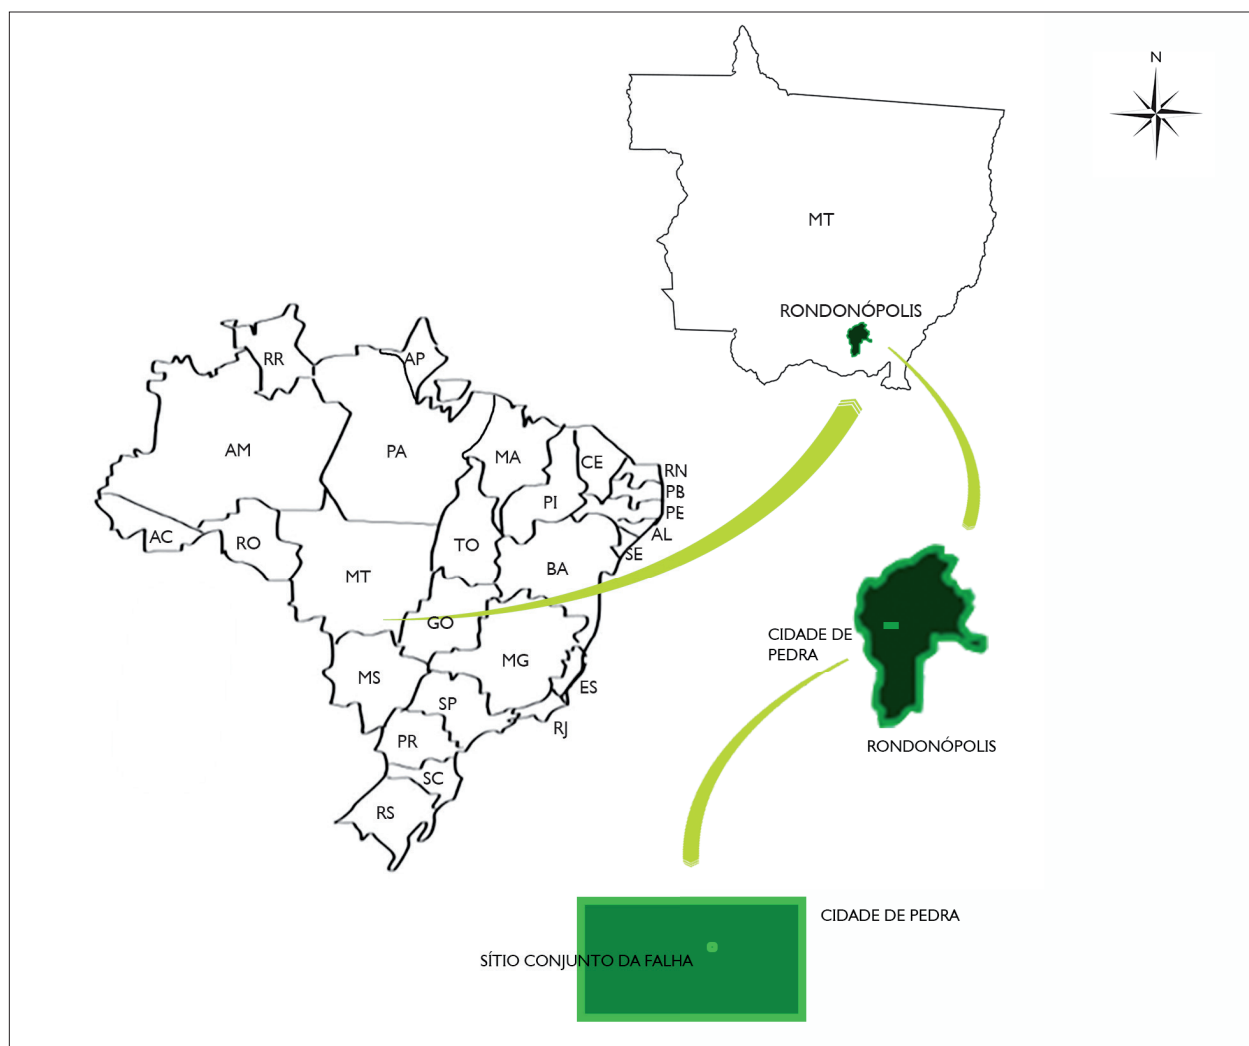 N
MT
RONDONÓPOLIS
RR
AP
AM
PA
MA
CE
RN
PB
PI
PE
AC
RO
TO
AL
SE
MT
BA
GO
CIDADE DE
PEDRA
MG
MS
ES
SP
RJ
PR
RONDONÓPOLIS
SC
RS
CIDADE DE PEDRA
SÍTIO CONJUNTO DA FALHA